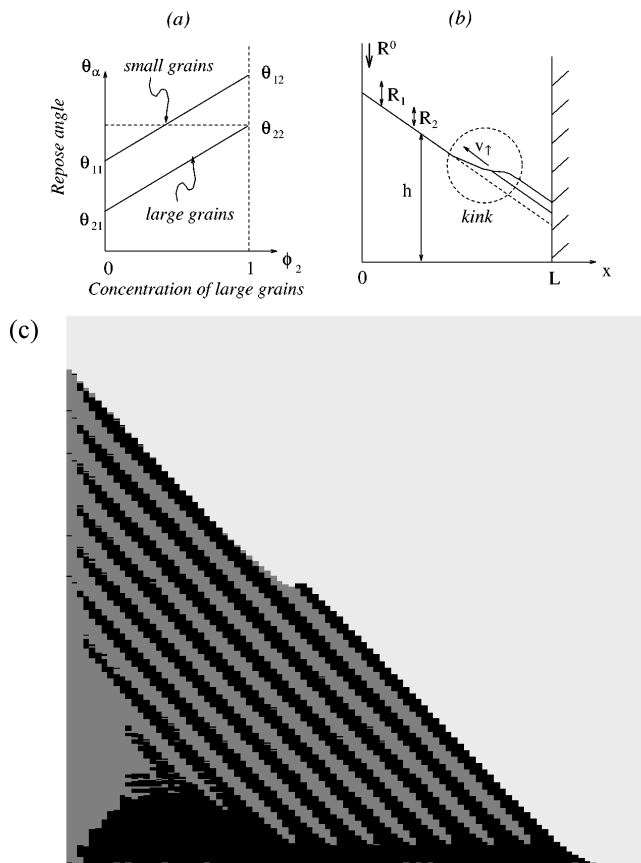 (a)
θα
small grains
θ12
θ22
θ11
θ21
large grains
Repose angle
0
1
ϕ2
Concentration of large grains
(b)
R0
R1
R2
v↑
h
kink
0
L
x
(c)